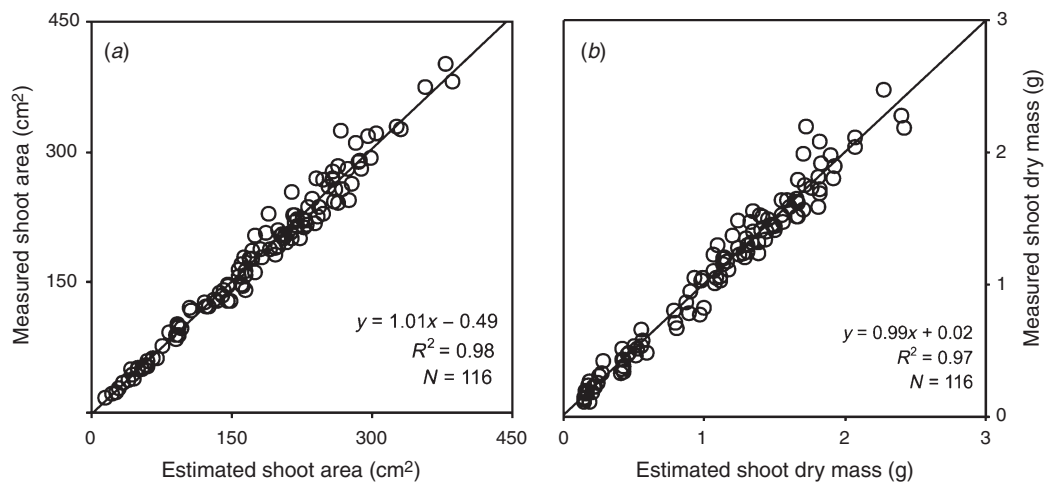 (a)
Measured shoot area (cm²)
450
300
150
y = 1.01x – 0.49
R² = 0.98
N = 116
0 150 300 450
Estimated shoot area (cm²)
(b)
3
2
1
0
Measured shoot dry mass (g)
y = 0.99x + 0.02
R² = 0.97
N = 116
0 1 2 3
Estimated shoot dry mass (g)